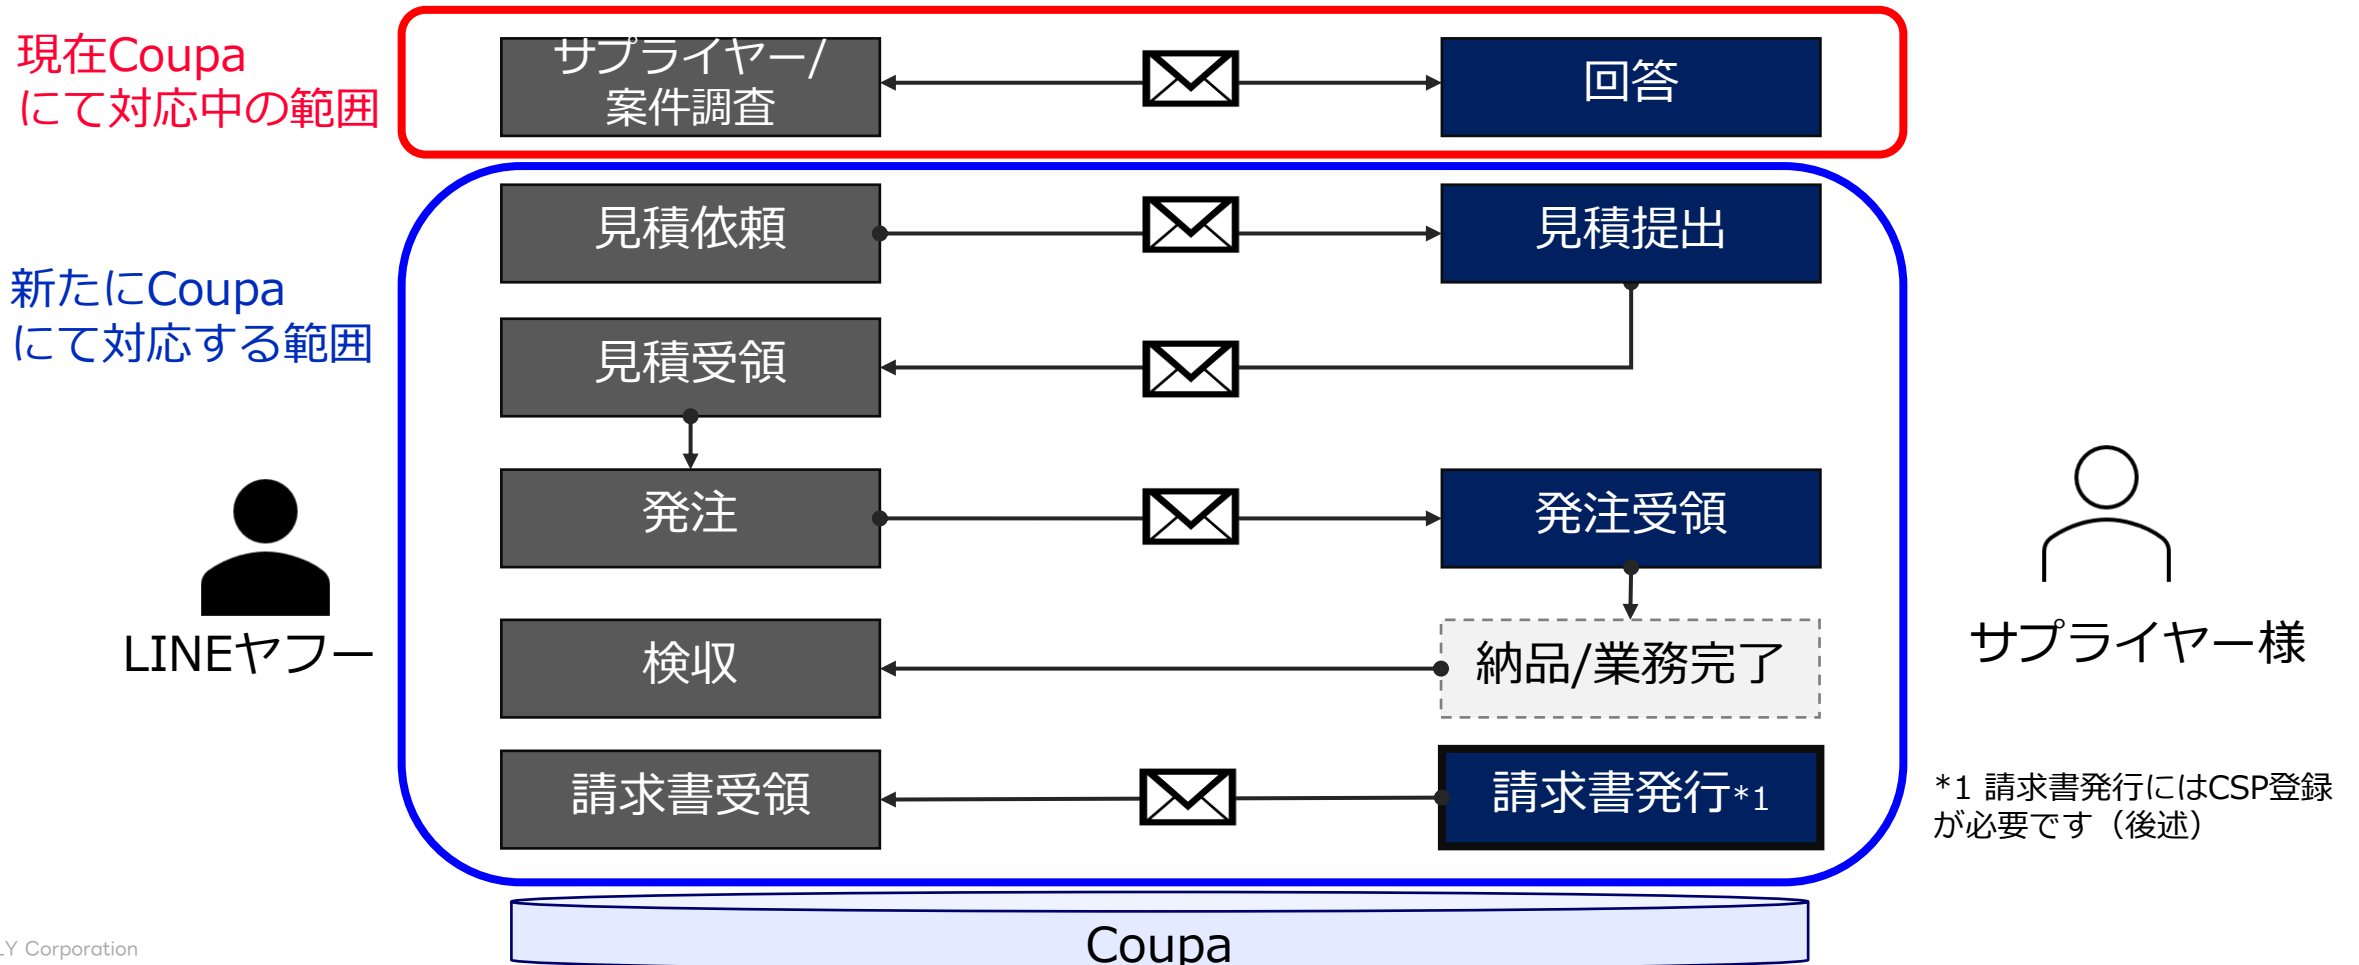 現在Coupa
にて対応中の範囲
サプライヤー/
案件調査
回答
新たにCoupa
にて対応する範囲
見積依頼
見積提出
見積受領
発注
発注受領
検収
納品/業務完了
請求書受領
請求書発行*1
LINEヤフー
サプライヤー様
*1 請求書発行にはCSP登録
が必要です（後述）
Coupa
LY Corporation